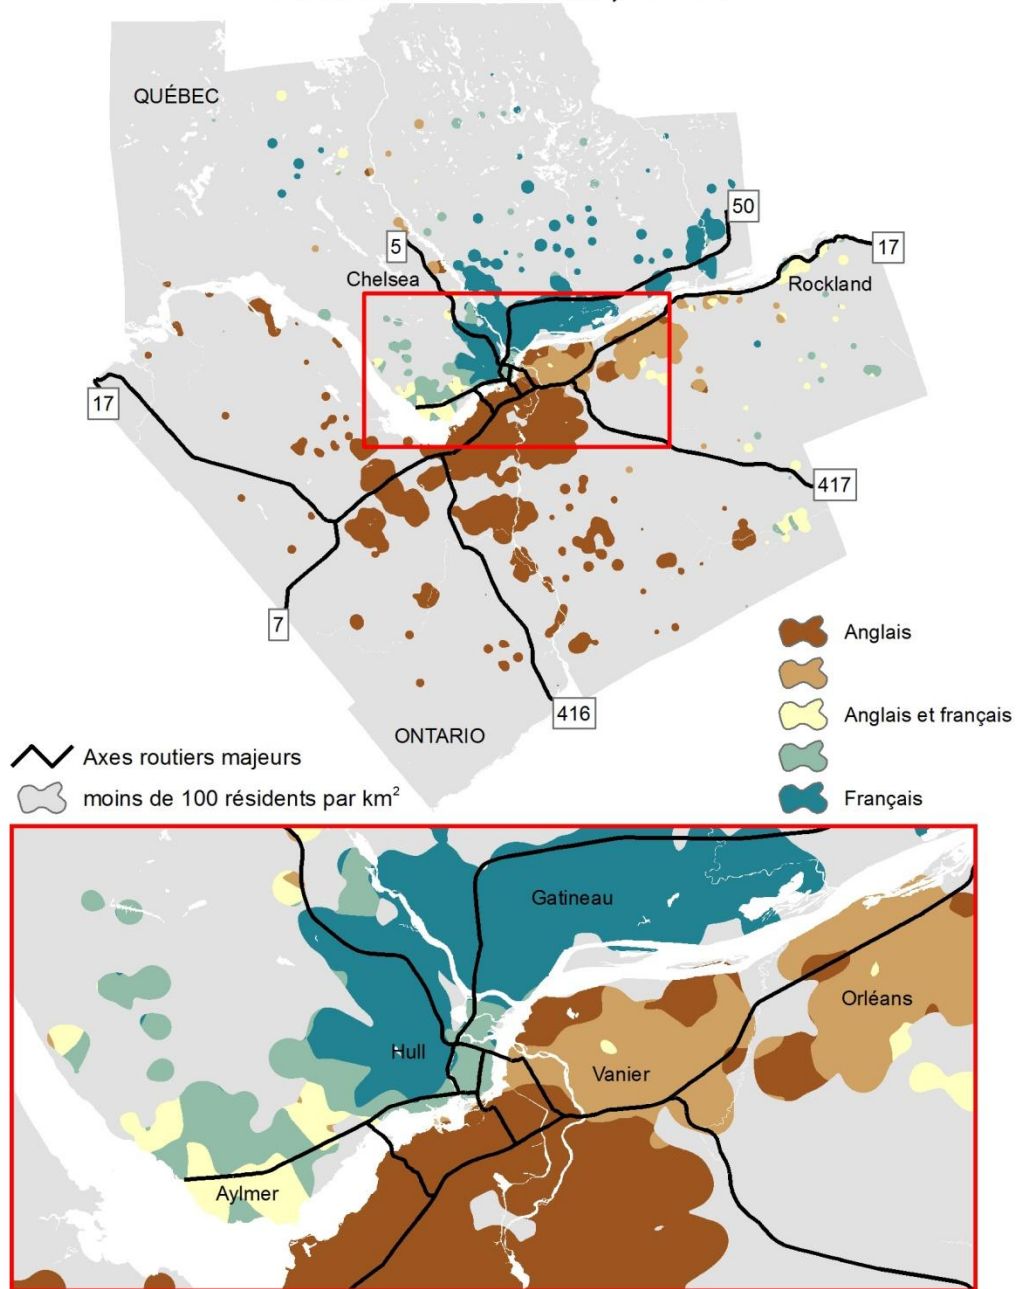 QUÉBEC
50
5
17
Chelsea
Rockland
17
417
7
Anglais
416
Anglais et français
ONTARIO
Axes routiers majeurs
moins de 100 résidents par km²
Français
Gatineau
Orléans
Hull
Vanier
Aylmer